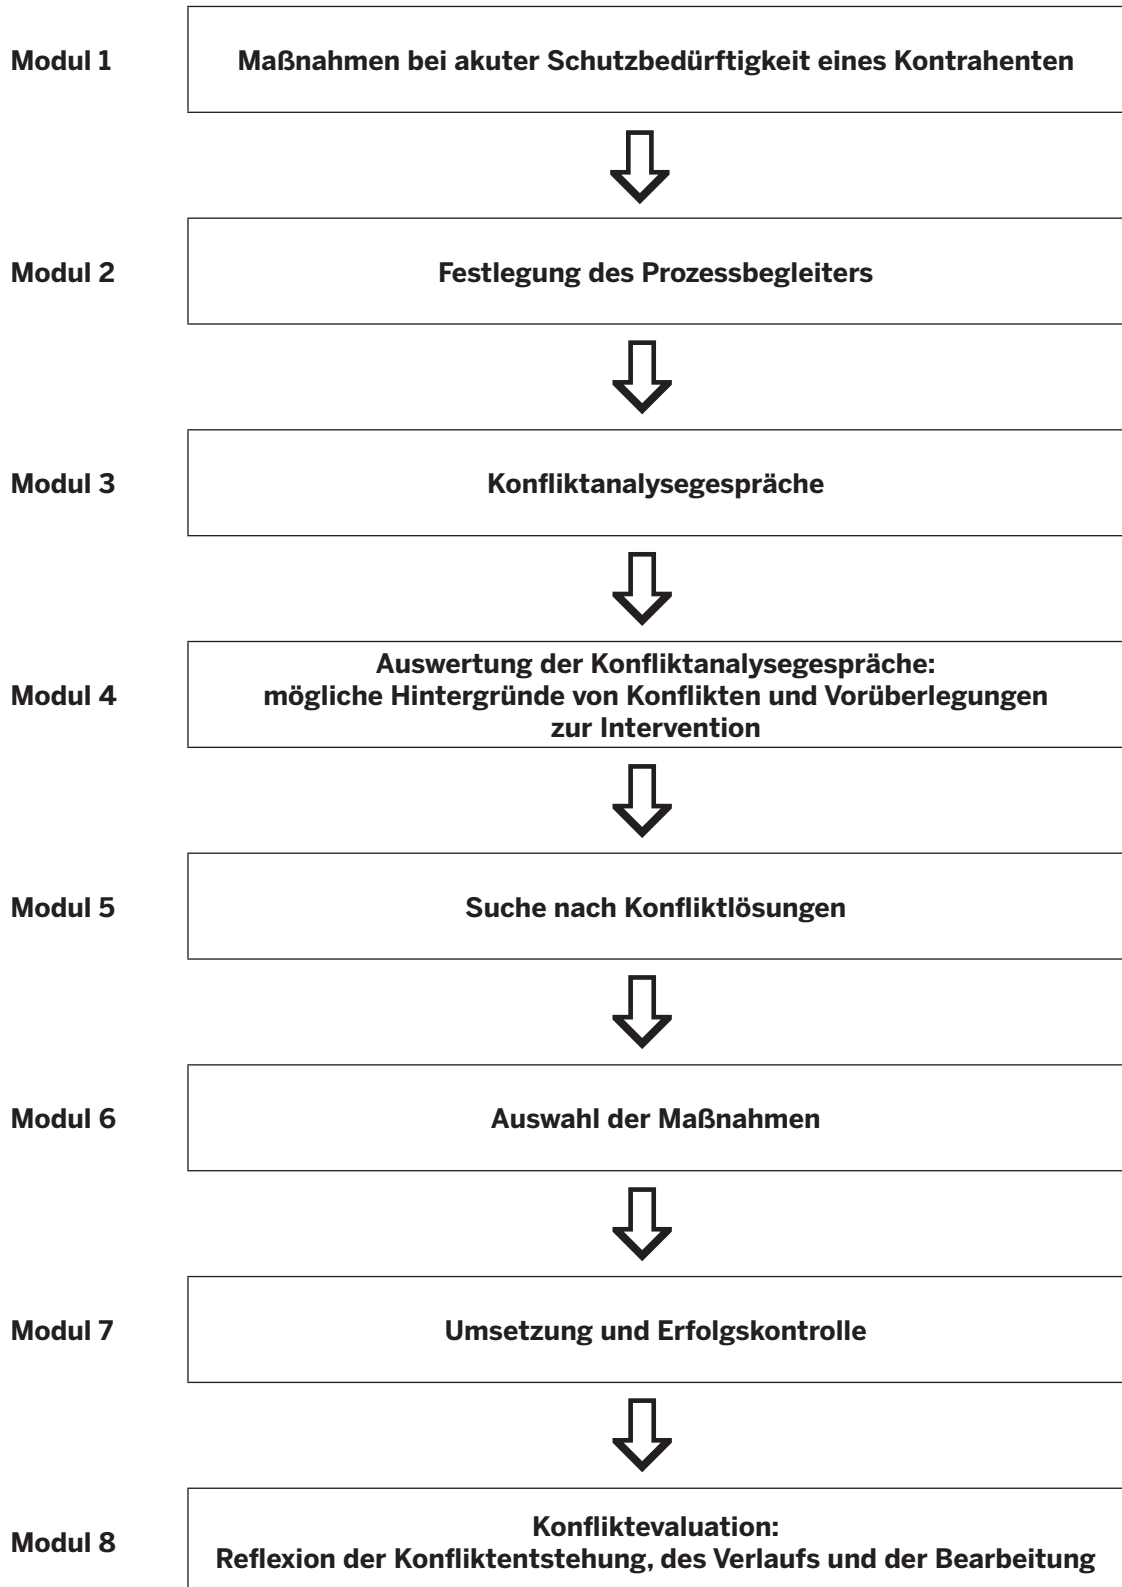 Modul 1
Maßnahmen bei akuter Schutzbedürftigkeit eines Kontrahenten
Modul 2
Festlegung des Prozessbegleiters
Modul 3
Konfliktanalysegespräche
Modul 4
Auswertung der Konfliktanalysegespräche:
mögliche Hintergründe von Konflikten und Vorüberlegungen
zur Intervention
Modul 5
Suche nach Konfliktlösungen
Modul 6
Auswahl der Maßnahmen
Modul 7
Umsetzung und Erfolgskontrolle
Modul 8
Konfliktevaluation:
Reflexion der Konfliktentstehung, des Verlaufs und der Bearbeitung